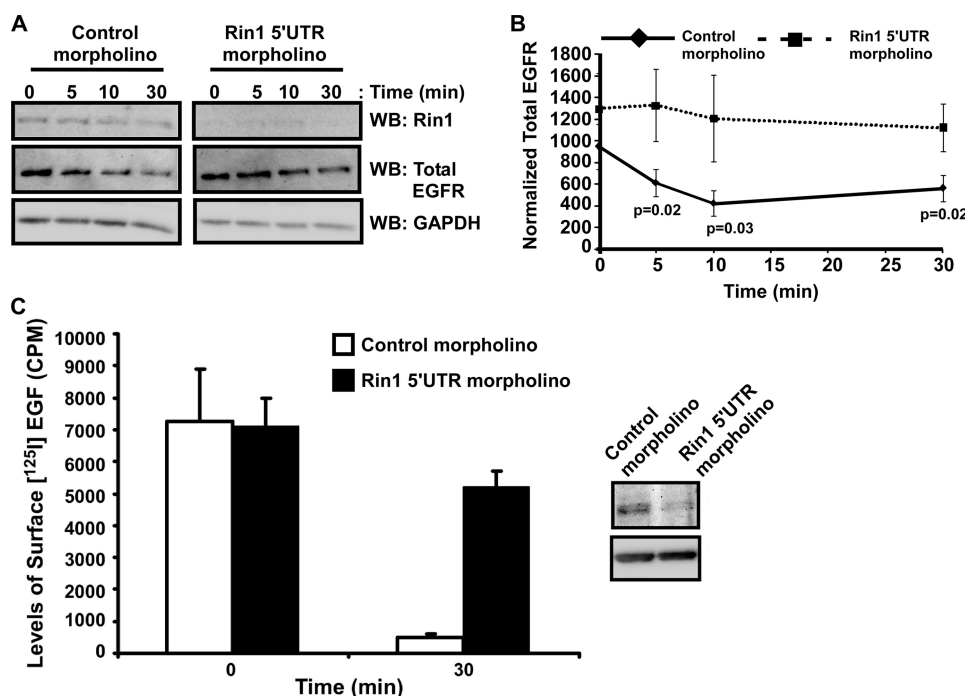 A
Control morpholino
Rin1 5'UTR morpholino
0 5 10 30
0 5 10 30 : Time (min)
WB: Rin1
WB: Total EGFR
WB: GAPDH
B
Control morpholino
Rin1 5'UTR morpholino
Normalized Total EGFR
1800
1600
1400
1200
1000
800
600
400
200
0
p=0.02
p=0.03
p=0.02
0 5 10 15 20 25 30
Time (min)
C
Levels of Surface [¹²⁵I] EGF (CPM)
10000
9000
8000
7000
6000
5000
4000
3000
2000
1000
0
Control morpholino
Rin1 5'UTR morpholino
0 30
Time (min)
Control morpholino
Rin1 5'UTR morpholino